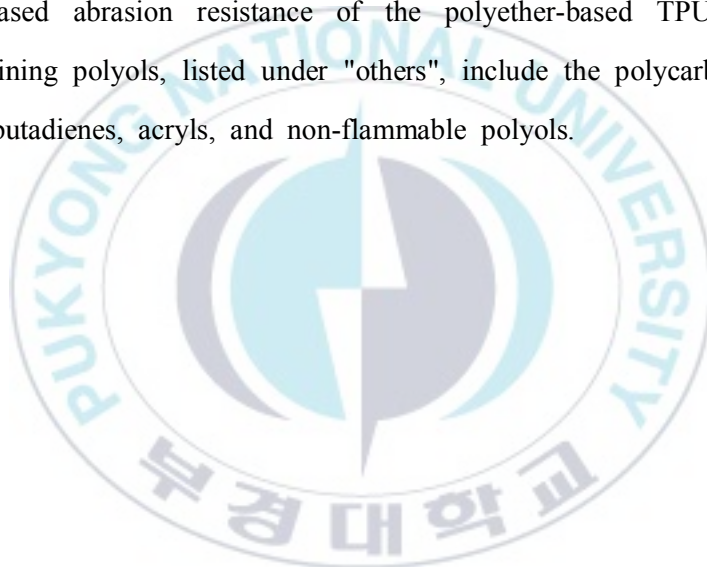 ased abrasion resistance of the polyether-based TPU
ining polyols, listed under "others", include the polycarb
butadienes, acryls, and non-flammable polyols.
PUKYONG NATIONAL UNIVERSITY
부경대학교